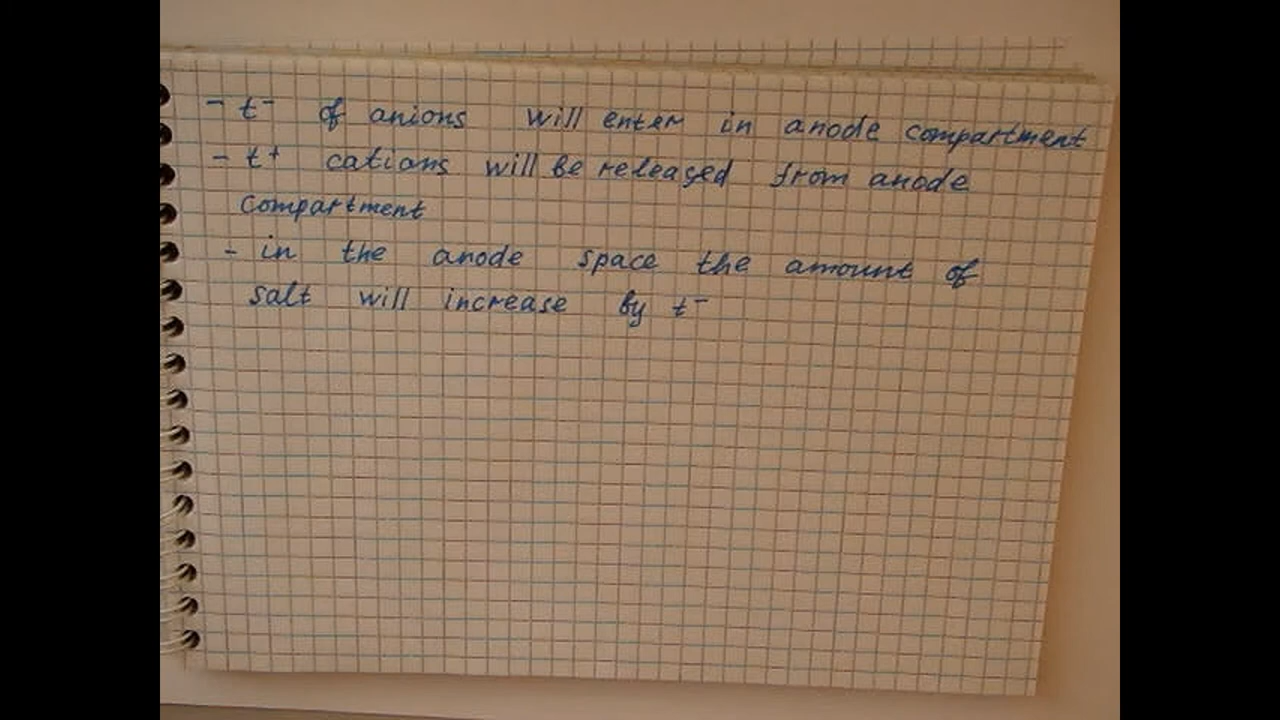 - t⁻ of anions will enter in anode compartment
- t⁺ cations will be released from anode
compartment
- in the anode space the amount of
salt will increase by t⁻